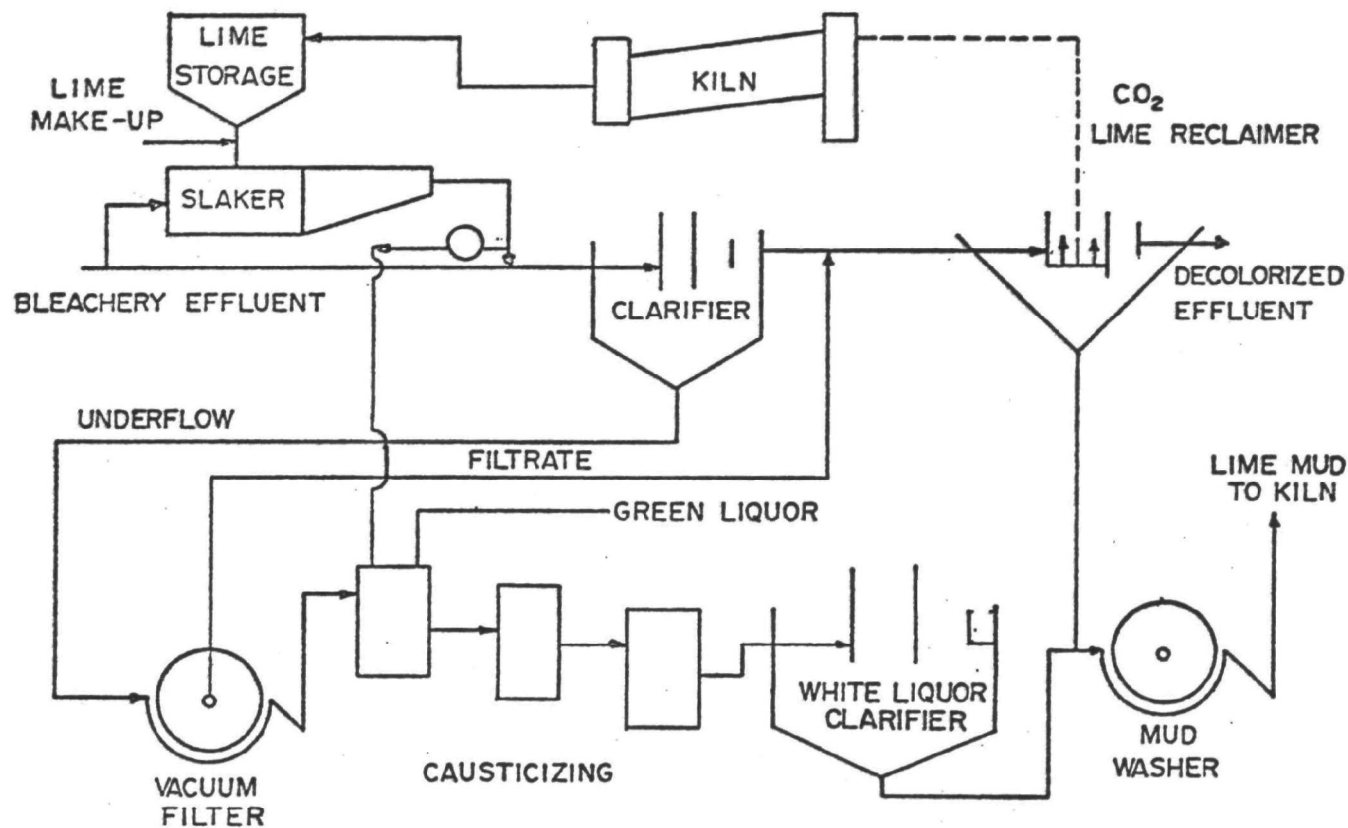 LIME
STORAGE
KILN
LIME
MAKE-UP
CO₂
LIME RECLAIMER
SLAKER
BLEACHERY EFFLUENT
CLARIFIER
DECOLORIZED
EFFLUENT
UNDERFLOW
FILTRATE
LIME MUD
TO KILN
GREEN LIQUOR
WHITE LIQUOR
CLARIFIER
CAUSTICIZING
MUD
WASHER
VACUUM
FILTER